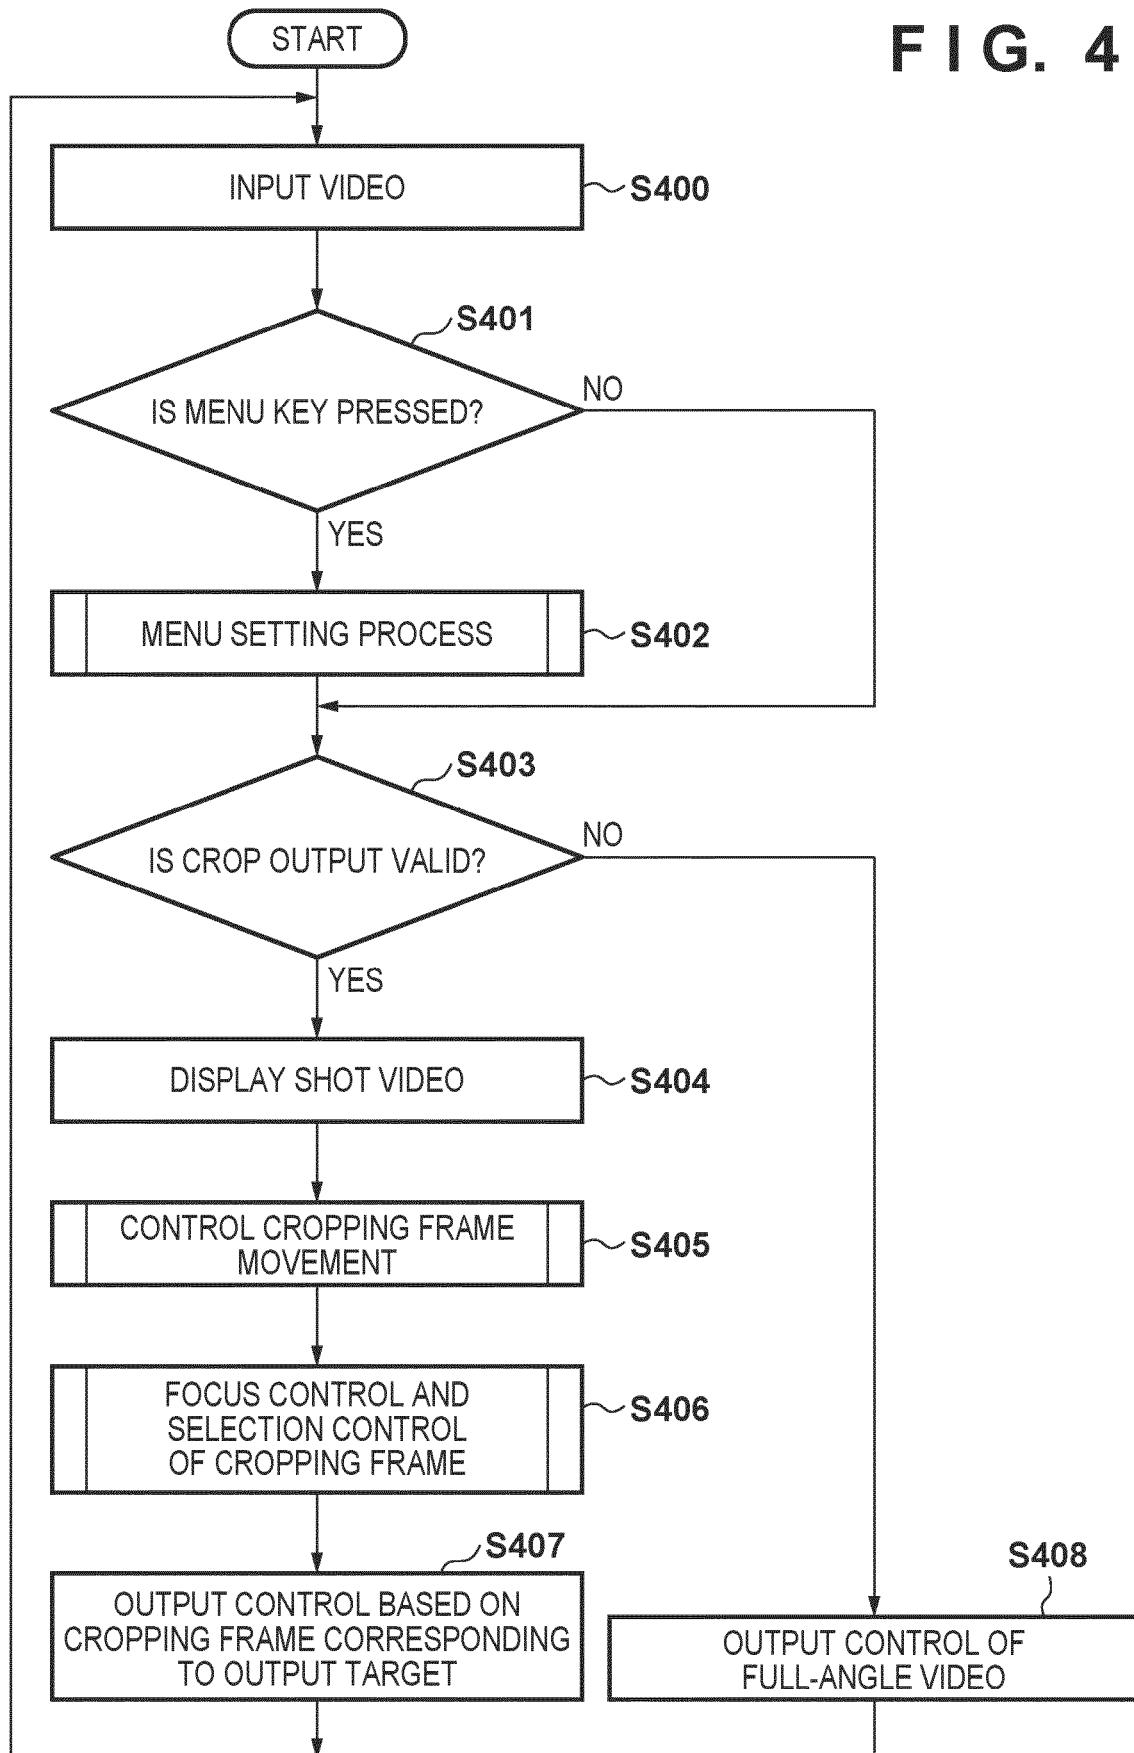 FIG. 4
START
INPUT VIDEO
S400
S401
IS MENU KEY PRESSED?
NO
YES
MENU SETTING PROCESS
S402
S403
IS CROP OUTPUT VALID?
NO
YES
DISPLAY SHOT VIDEO
S404
CONTROL CROPPING FRAME
MOVEMENT
S405
FOCUS CONTROL AND
SELECTION CONTROL
OF CROPPING FRAME
S406
S407
OUTPUT CONTROL BASED ON
CROPPING FRAME CORRESPONDING
TO OUTPUT TARGET
S408
OUTPUT CONTROL OF
FULL-ANGLE VIDEO